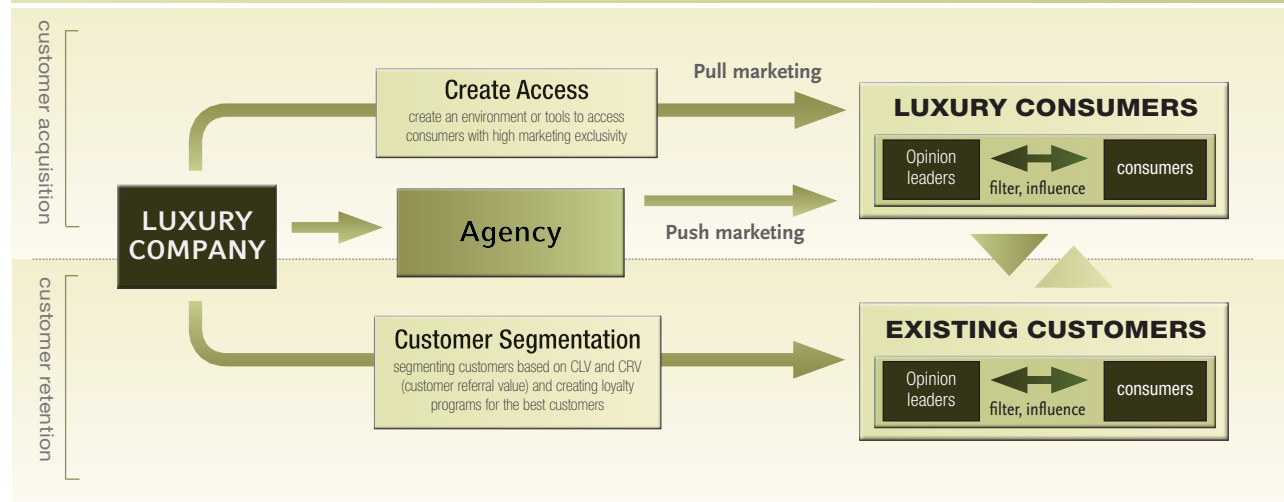 customer acquisition
Pull marketing
Create Access
create an environment or tools to access
consumers with high marketing exclusivity
LUXURY CONSUMERS
Opinion
leaders
filter, influence
consumers
LUXURY
COMPANY
Agency
Push marketing
customer retention
Customer Segmentation
segmenting customers based on CLV and CRV
(customer referral value) and creating loyalty
programs for the best customers
EXISTING CUSTOMERS
Opinion
leaders
filter, influence
consumers